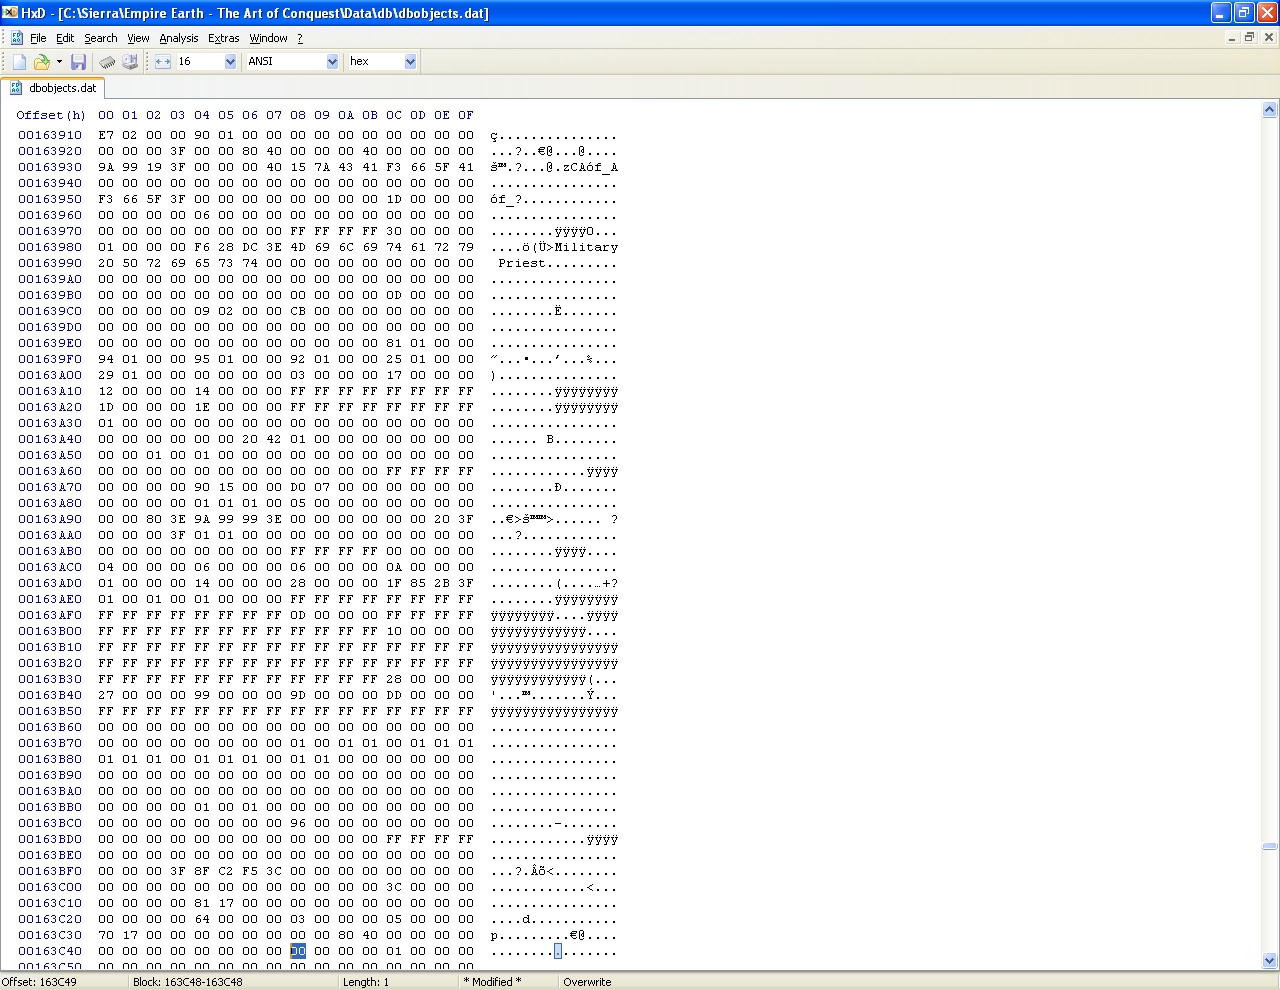 HxD - [C:\Sierra\Empire Earth - The Art of Conquest\Data\db\dbobjects.dat]
File Edit Search View Analysis Extras Window ?
16 ANSI hex
dbobjects.dat
Offset(h) 00 01 02 03 04 05 06 07 08 09 0A 0B 0C 0D 0E 0F
00163910 E7 02 00 00 90 01 00 00 00 00 00 00 00 00 00 00 ç...............
00163920 00 00 00 3F 00 00 80 40 00 00 00 40 00 00 00 00 ...?..€@...@....
00163930 9A 99 19 3F 00 00 00 40 15 7A 43 41 F3 66 5F 41 š™.?...@.zCAóf_A
00163940 00 00 00 00 00 00 00 00 00 00 00 00 00 00 00 00 ................
00163950 F3 66 5F 3F 00 00 00 00 00 00 00 00 1D 00 00 00 óf_?............
00163960 00 00 00 00 06 00 00 00 00 00 00 00 00 00 00 00 ................
00163970 00 00 00 00 00 00 00 00 FF FF FF FF 30 00 00 00 ........ÿÿÿÿ0...
00163980 01 00 00 00 F6 28 DC 3E 4D 69 6C 69 74 61 72 79 ....ö(Ü>Military
00163990 20 50 72 69 65 73 74 00 00 00 00 00 00 00 00 00  Priest.........
001639A0 00 00 00 00 00 00 00 00 00 00 00 00 00 00 00 00 ................
001639B0 00 00 00 00 00 00 00 00 00 00 00 00 0D 00 00 00 ................
001639C0 00 00 00 00 09 02 00 00 CB 00 00 00 00 00 00 00 ........Ë.......
001639D0 00 00 00 00 00 00 00 00 00 00 00 00 00 00 00 00 ................
001639E0 00 00 00 00 00 00 00 00 00 00 00 00 81 01 00 00 ................
001639F0 94 01 00 00 95 01 00 00 92 01 00 00 25 01 00 00 ”...•...’...%...
00163A00 29 01 00 00 00 00 00 00 03 00 00 00 17 00 00 00 )...............
00163A10 12 00 00 00 14 00 00 00 FF FF FF FF FF FF FF FF ........ÿÿÿÿÿÿÿÿ
00163A20 1D 00 00 00 1E 00 00 00 FF FF FF FF FF FF FF FF ........ÿÿÿÿÿÿÿÿ
00163A30 01 00 00 00 00 00 00 00 00 00 00 00 00 00 00 00 ................
00163A40 00 00 00 00 00 00 20 42 01 00 00 00 00 00 00 00 ...... B........
00163A50 00 00 01 00 01 00 00 00 00 00 00 00 00 00 00 00 ................
00163A60 00 00 00 00 00 00 00 00 00 00 00 00 FF FF FF FF ............ÿÿÿÿ
00163A70 00 00 00 00 90 15 00 00 D0 07 00 00 00 00 00 00 ........Ð.......
00163A80 00 00 00 00 01 01 01 00 05 00 00 00 00 00 00 00 ................
00163A90 00 00 80 3E 9A 99 99 3E 00 00 00 00 00 00 20 3F ..€>š™™>...... ?
00163AA0 00 00 00 3F 01 01 00 00 00 00 00 00 00 00 00 00 ...?............
00163AB0 00 00 00 00 00 00 00 00 FF FF FF FF 00 00 00 00 ........ÿÿÿÿ....
00163AC0 04 00 00 00 06 00 00 00 06 00 00 00 0A 00 00 00 ................
00163AD0 01 00 00 00 14 00 00 00 28 00 00 00 1F 85 2B 3F ........(....…+?
00163AE0 01 00 01 00 01 00 00 00 FF FF FF FF FF FF FF FF ........ÿÿÿÿÿÿÿÿ
00163AF0 FF FF FF FF FF FF FF FF 0D 00 00 00 FF FF FF FF ÿÿÿÿÿÿÿÿ....ÿÿÿÿ
00163B00 FF FF FF FF FF FF FF FF FF FF FF FF 10 00 00 00 ÿÿÿÿÿÿÿÿÿÿÿÿ....
00163B10 FF FF FF FF FF FF FF FF FF FF FF FF FF FF FF FF ÿÿÿÿÿÿÿÿÿÿÿÿÿÿÿÿ
00163B20 FF FF FF FF FF FF FF FF FF FF FF FF FF FF FF FF ÿÿÿÿÿÿÿÿÿÿÿÿÿÿÿÿ
00163B30 FF FF FF FF FF FF FF FF FF FF FF FF 28 00 00 00 ÿÿÿÿÿÿÿÿÿÿÿÿ(...
00163B40 27 00 00 00 99 00 00 00 9D 00 00 00 DD 00 00 00 '...™.......Ý...
00163B50 FF FF FF FF FF FF FF FF FF FF FF FF FF FF FF FF ÿÿÿÿÿÿÿÿÿÿÿÿÿÿÿÿ
00163B60 00 00 00 00 00 00 00 00 00 00 00 00 00 00 00 00 ................
00163B70 00 00 00 00 00 00 00 00 01 00 01 01 00 01 01 01 ................
00163B80 01 01 01 00 01 01 01 00 01 01 00 00 00 00 00 00 ................
00163B90 00 00 00 00 00 00 00 00 00 00 00 00 00 00 00 00 ................
00163BA0 00 00 00 00 00 00 00 00 00 00 00 00 00 00 00 00 ................
00163BB0 00 00 00 00 01 00 01 00 00 00 00 00 00 00 00 00 ................
00163BC0 00 00 00 00 00 00 00 00 96 00 00 00 00 00 00 00 ........–.......
00163BD0 00 00 00 00 00 00 00 00 00 00 00 00 FF FF FF FF ............ÿÿÿÿ
00163BE0 00 00 00 00 00 00 00 00 00 00 00 00 00 00 00 00 ................
00163BF0 00 00 00 3F 8F C2 F5 3C 00 00 00 00 00 00 00 00 ...?.Âõ<........
00163C00 00 00 00 00 00 00 00 00 00 00 00 00 3C 00 00 00 ............<...
00163C10 00 00 00 00 81 17 00 00 00 00 00 00 00 00 00 00 ................
00163C20 00 00 00 00 64 00 00 00 03 00 00 00 05 00 00 00 ....d...........
00163C30 70 17 00 00 00 00 00 00 00 00 80 40 00 00 00 00 p.........€@....
00163C40 00 00 00 00 00 00 00 00 00 00 00 00 01 00 00 00 ................
00163C50 00 00 00 00 00 00 00 00 00 00 00 00 00 00 00 00
Offset: 163C49 Block: 163C48-163C48 Length: 1 * Modified * Overwrite